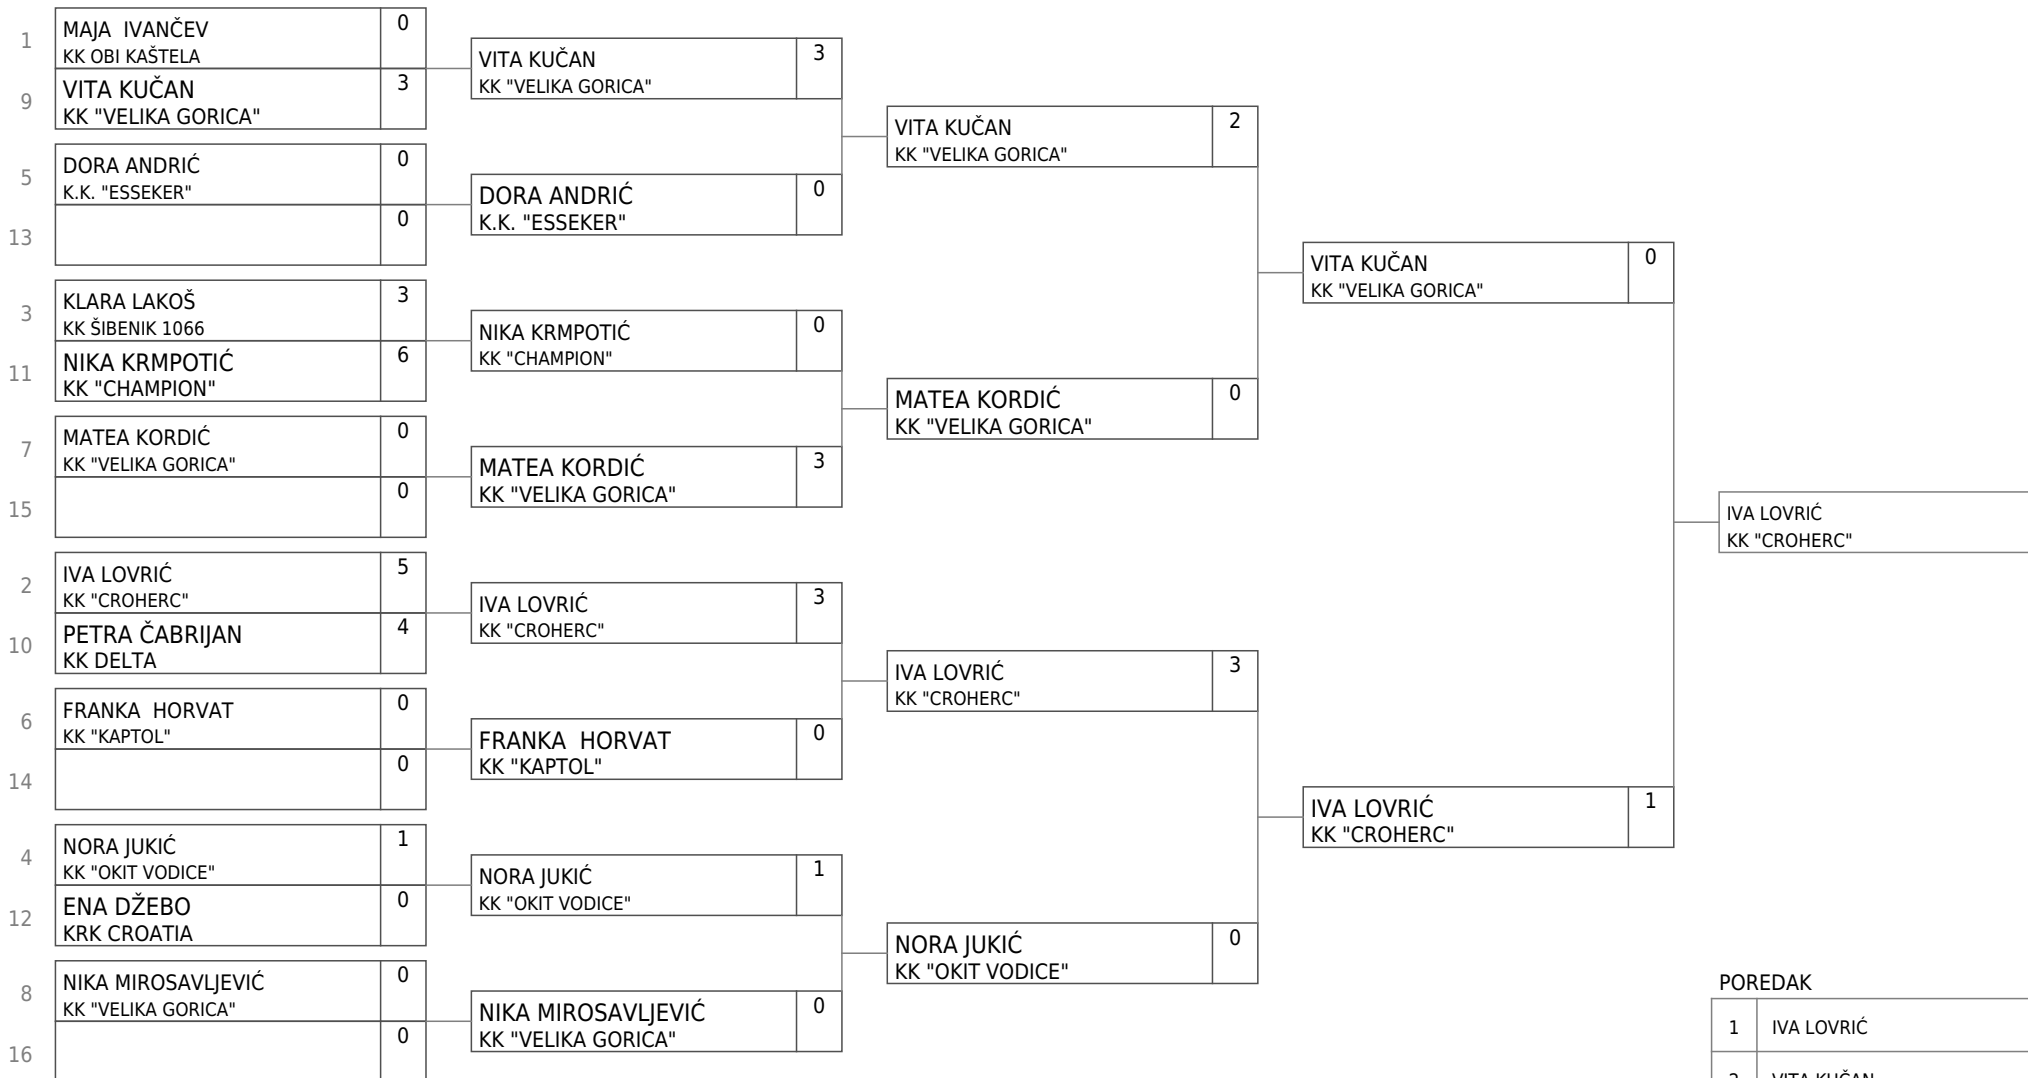 1
MAJA  IVANČEV
KK OBI KAŠTELA
0
9
VITA KUČAN
KK "VELIKA GORICA"
3
5
DORA ANDRIĆ
K.K. "ESSEKER"
0
13
0
3
KLARA LAKOŠ
KK ŠIBENIK 1066
3
11
NIKA KRMPOTIĆ
KK "CHAMPION"
6
7
MATEA KORDIĆ
KK "VELIKA GORICA"
0
15
0
2
IVA LOVRIĆ
KK "CROHERC"
5
10
PETRA ČABRIJAN
KK DELTA
4
6
FRANKA  HORVAT
KK "KAPTOL"
0
14
0
4
NORA JUKIĆ
KK "OKIT VODICE"
1
12
ENA DŽEBO
KRK CROATIA
0
8
NIKA MIROSAVLJEVIĆ
KK "VELIKA GORICA"
0
16
0
VITA KUČAN
KK "VELIKA GORICA"
3
DORA ANDRIĆ
K.K. "ESSEKER"
0
NIKA KRMPOTIĆ
KK "CHAMPION"
0
MATEA KORDIĆ
KK "VELIKA GORICA"
3
IVA LOVRIĆ
KK "CROHERC"
3
FRANKA  HORVAT
KK "KAPTOL"
0
NORA JUKIĆ
KK "OKIT VODICE"
1
NIKA MIROSAVLJEVIĆ
KK "VELIKA GORICA"
0
VITA KUČAN
KK "VELIKA GORICA"
2
MATEA KORDIĆ
KK "VELIKA GORICA"
0
IVA LOVRIĆ
KK "CROHERC"
3
NORA JUKIĆ
KK "OKIT VODICE"
0
VITA KUČAN
KK "VELIKA GORICA"
0
IVA LOVRIĆ
KK "CROHERC"
1
IVA LOVRIĆ
KK "CROHERC"
POREDAK
1 IVA LOVRIĆ
2 VITA KUČAN